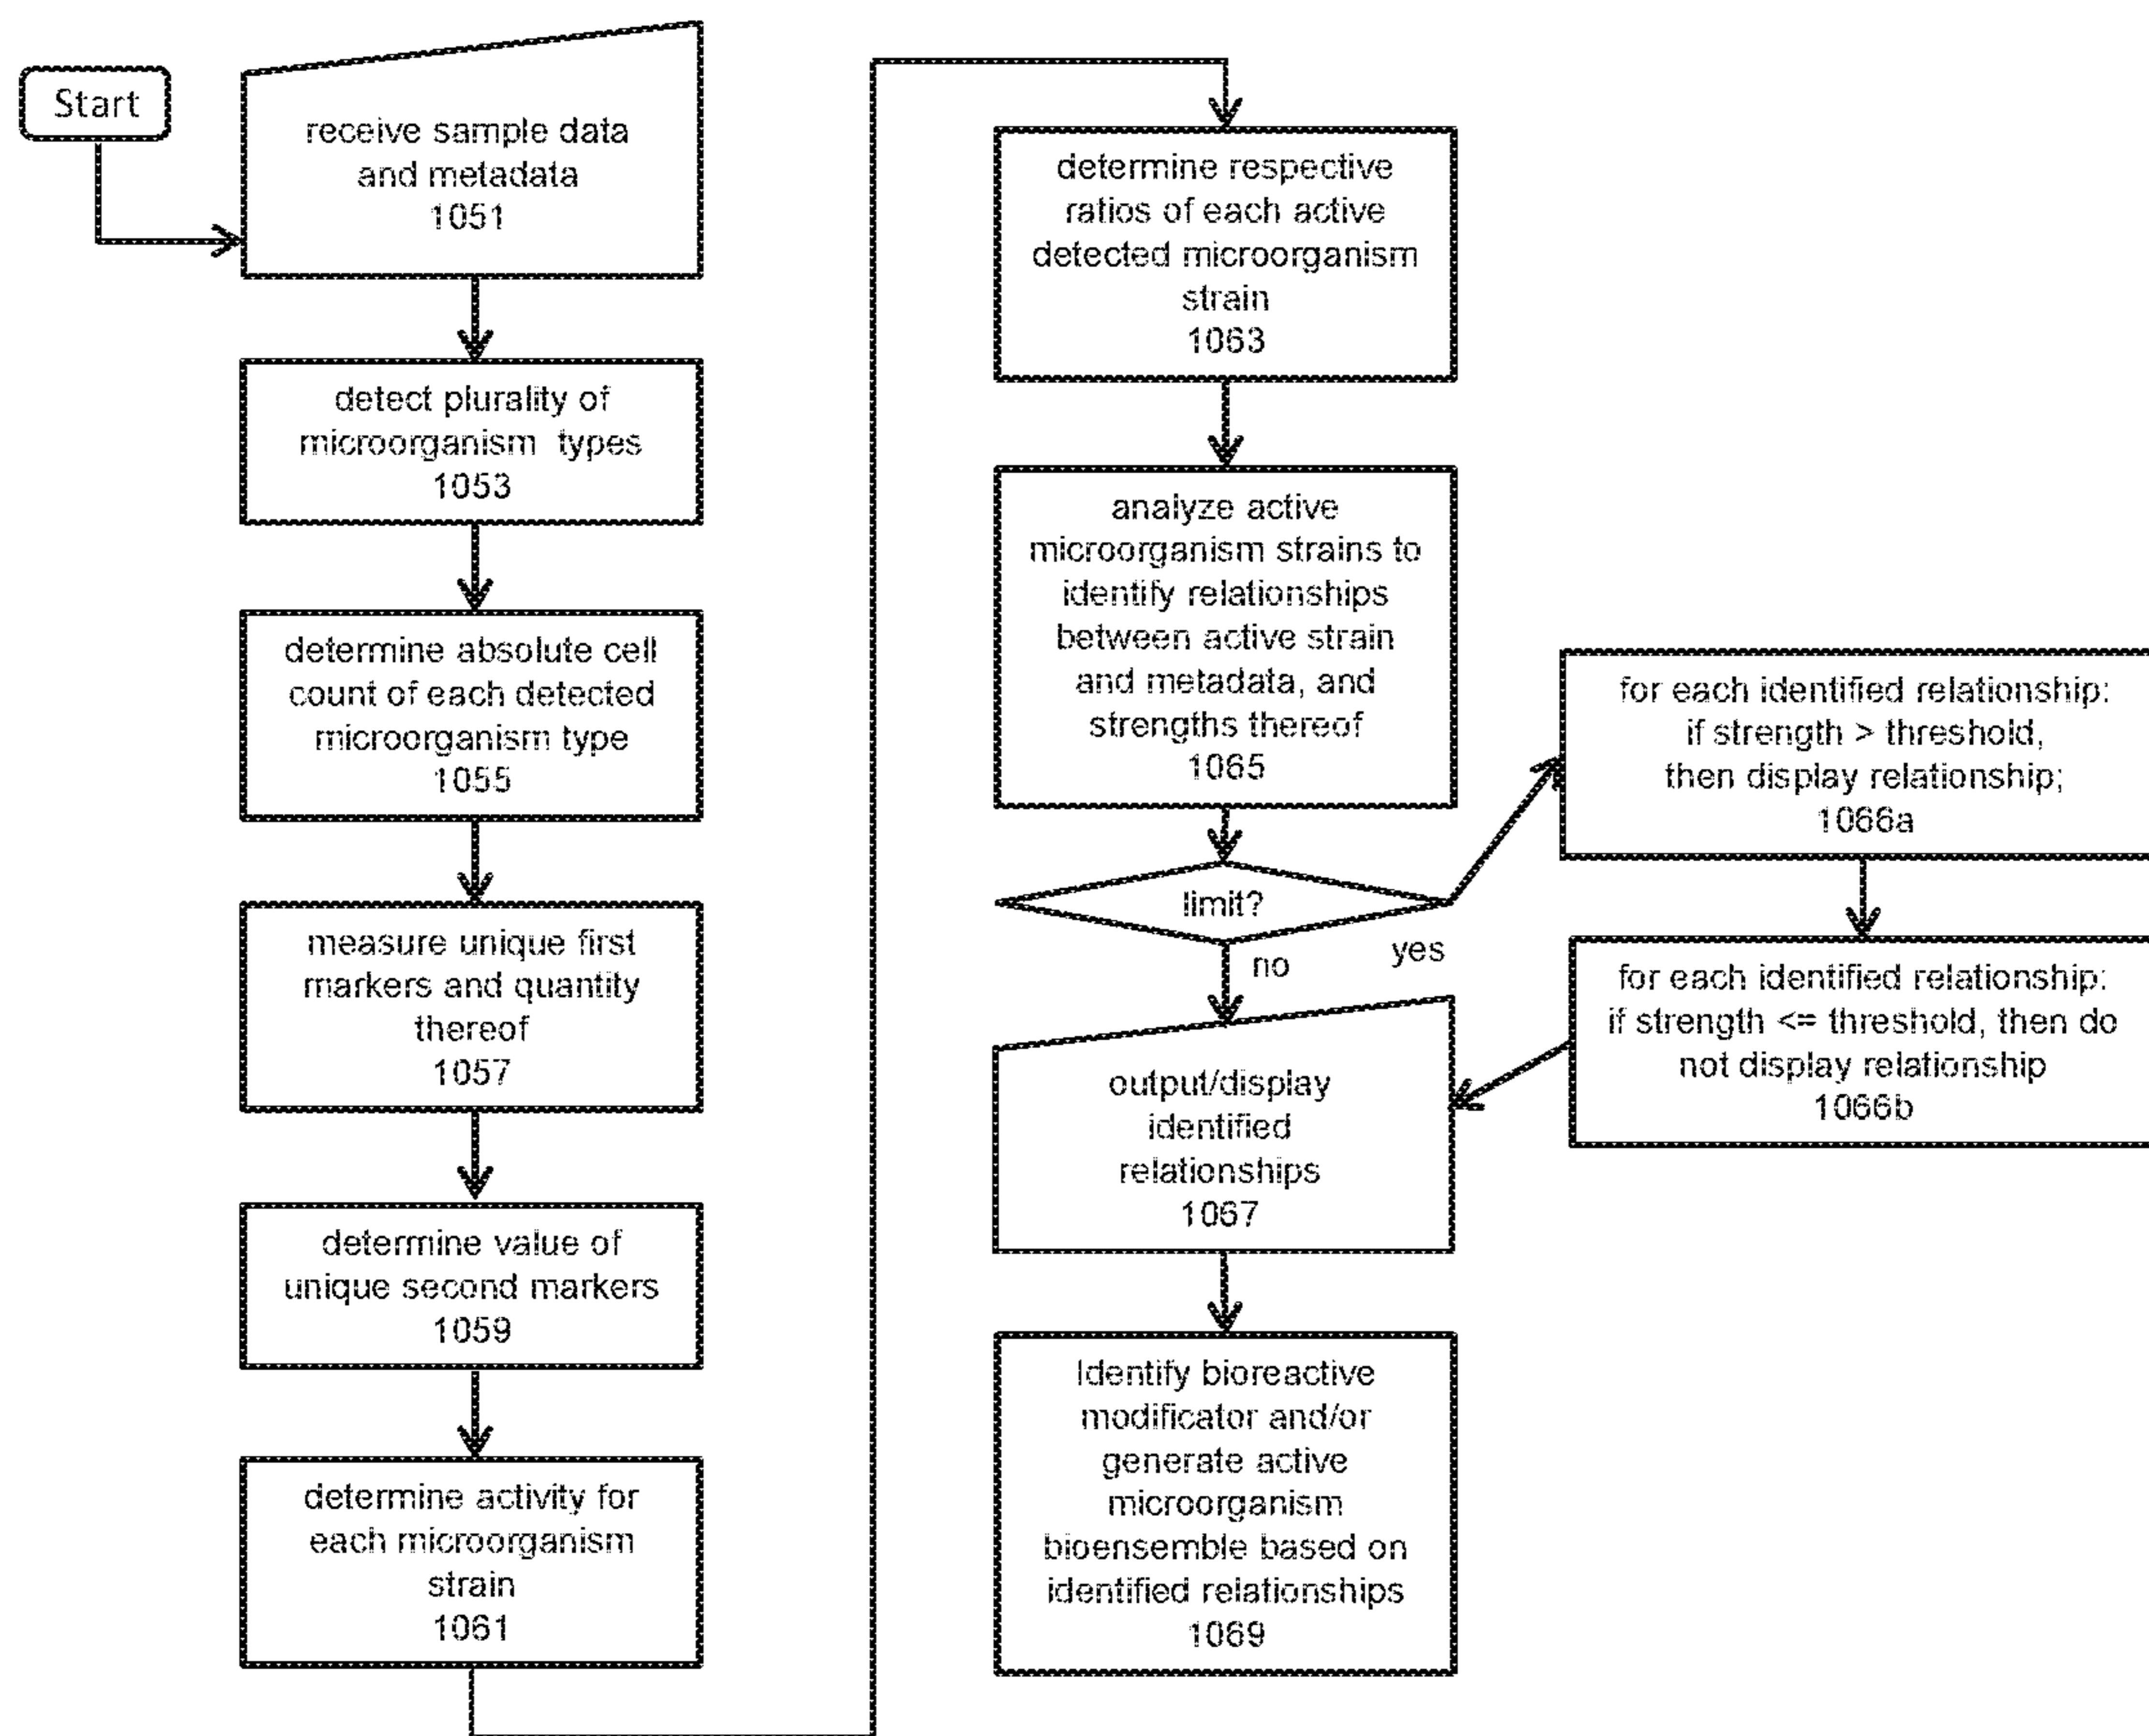 Start
receive sample data
and metadata
1051
detect plurality of
microorganism types
1053
determine absolute cell
count of each detected
microorganism type
1055
measure unique first
markers and quantity
thereof
1057
determine value of
unique second markers
1059
determine activity for
each microorganism
strain
1061
determine respective
ratios of each active
detected microorganism
strain
1063
analyze active
microorganism strains to
identify relationships
between active strain
and metadata, and
strengths thereof
1065
limit?
no
yes
for each identified relationship:
if strength > threshold,
then display relationship;
1066a
for each identified relationship:
if strength <= threshold, then do
not display relationship
1066b
output/display
identified
relationships
1067
Identify bioreactive
modificator and/or
generate active
microorganism
bioensemble based on
identified relationships
1069